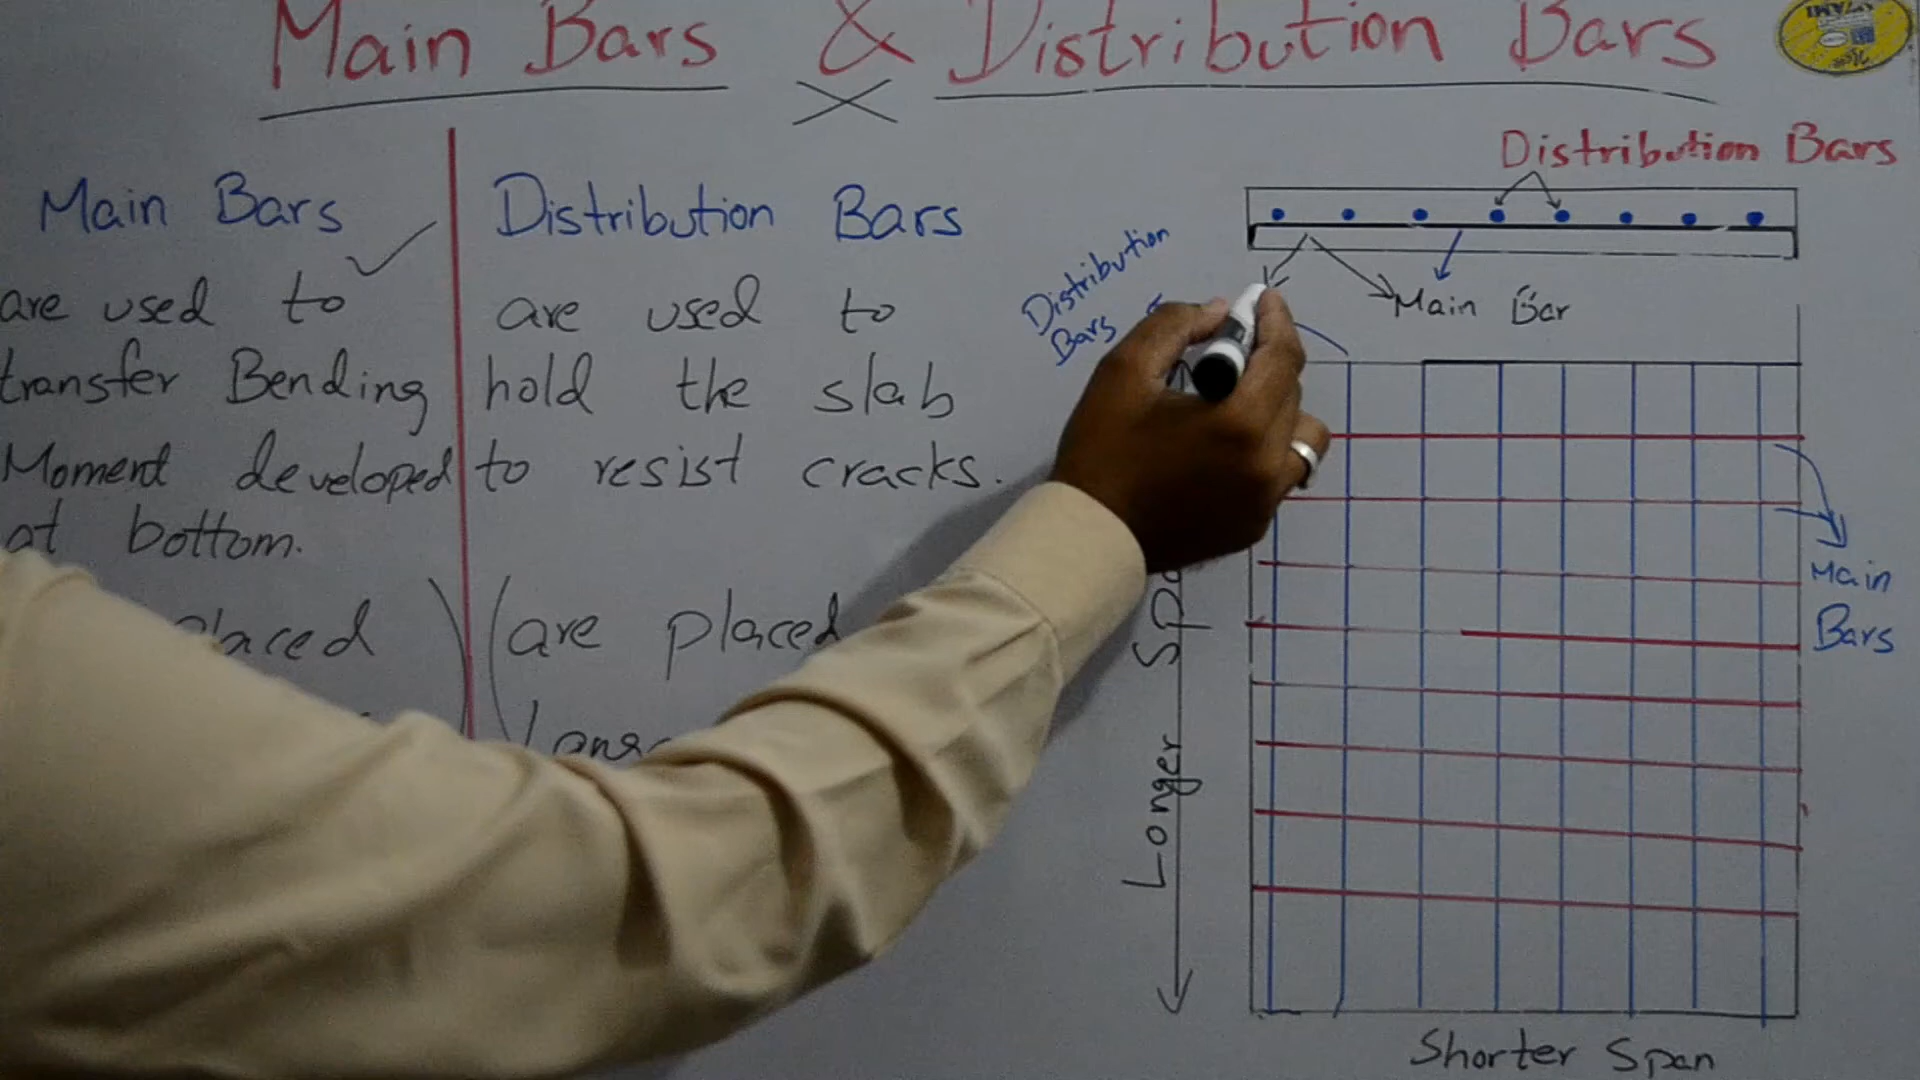 Main Bars & Distribution Bars
Main Bars
are used to
transfer Bending
Moment developed
at bottom.
placed
Distribution Bars
are used to
hold the slab
to resist cracks.
(are placed
Distribution Bars
Main Bar
Distribution
Bars
Main
Bars
Longer
Shorter Span